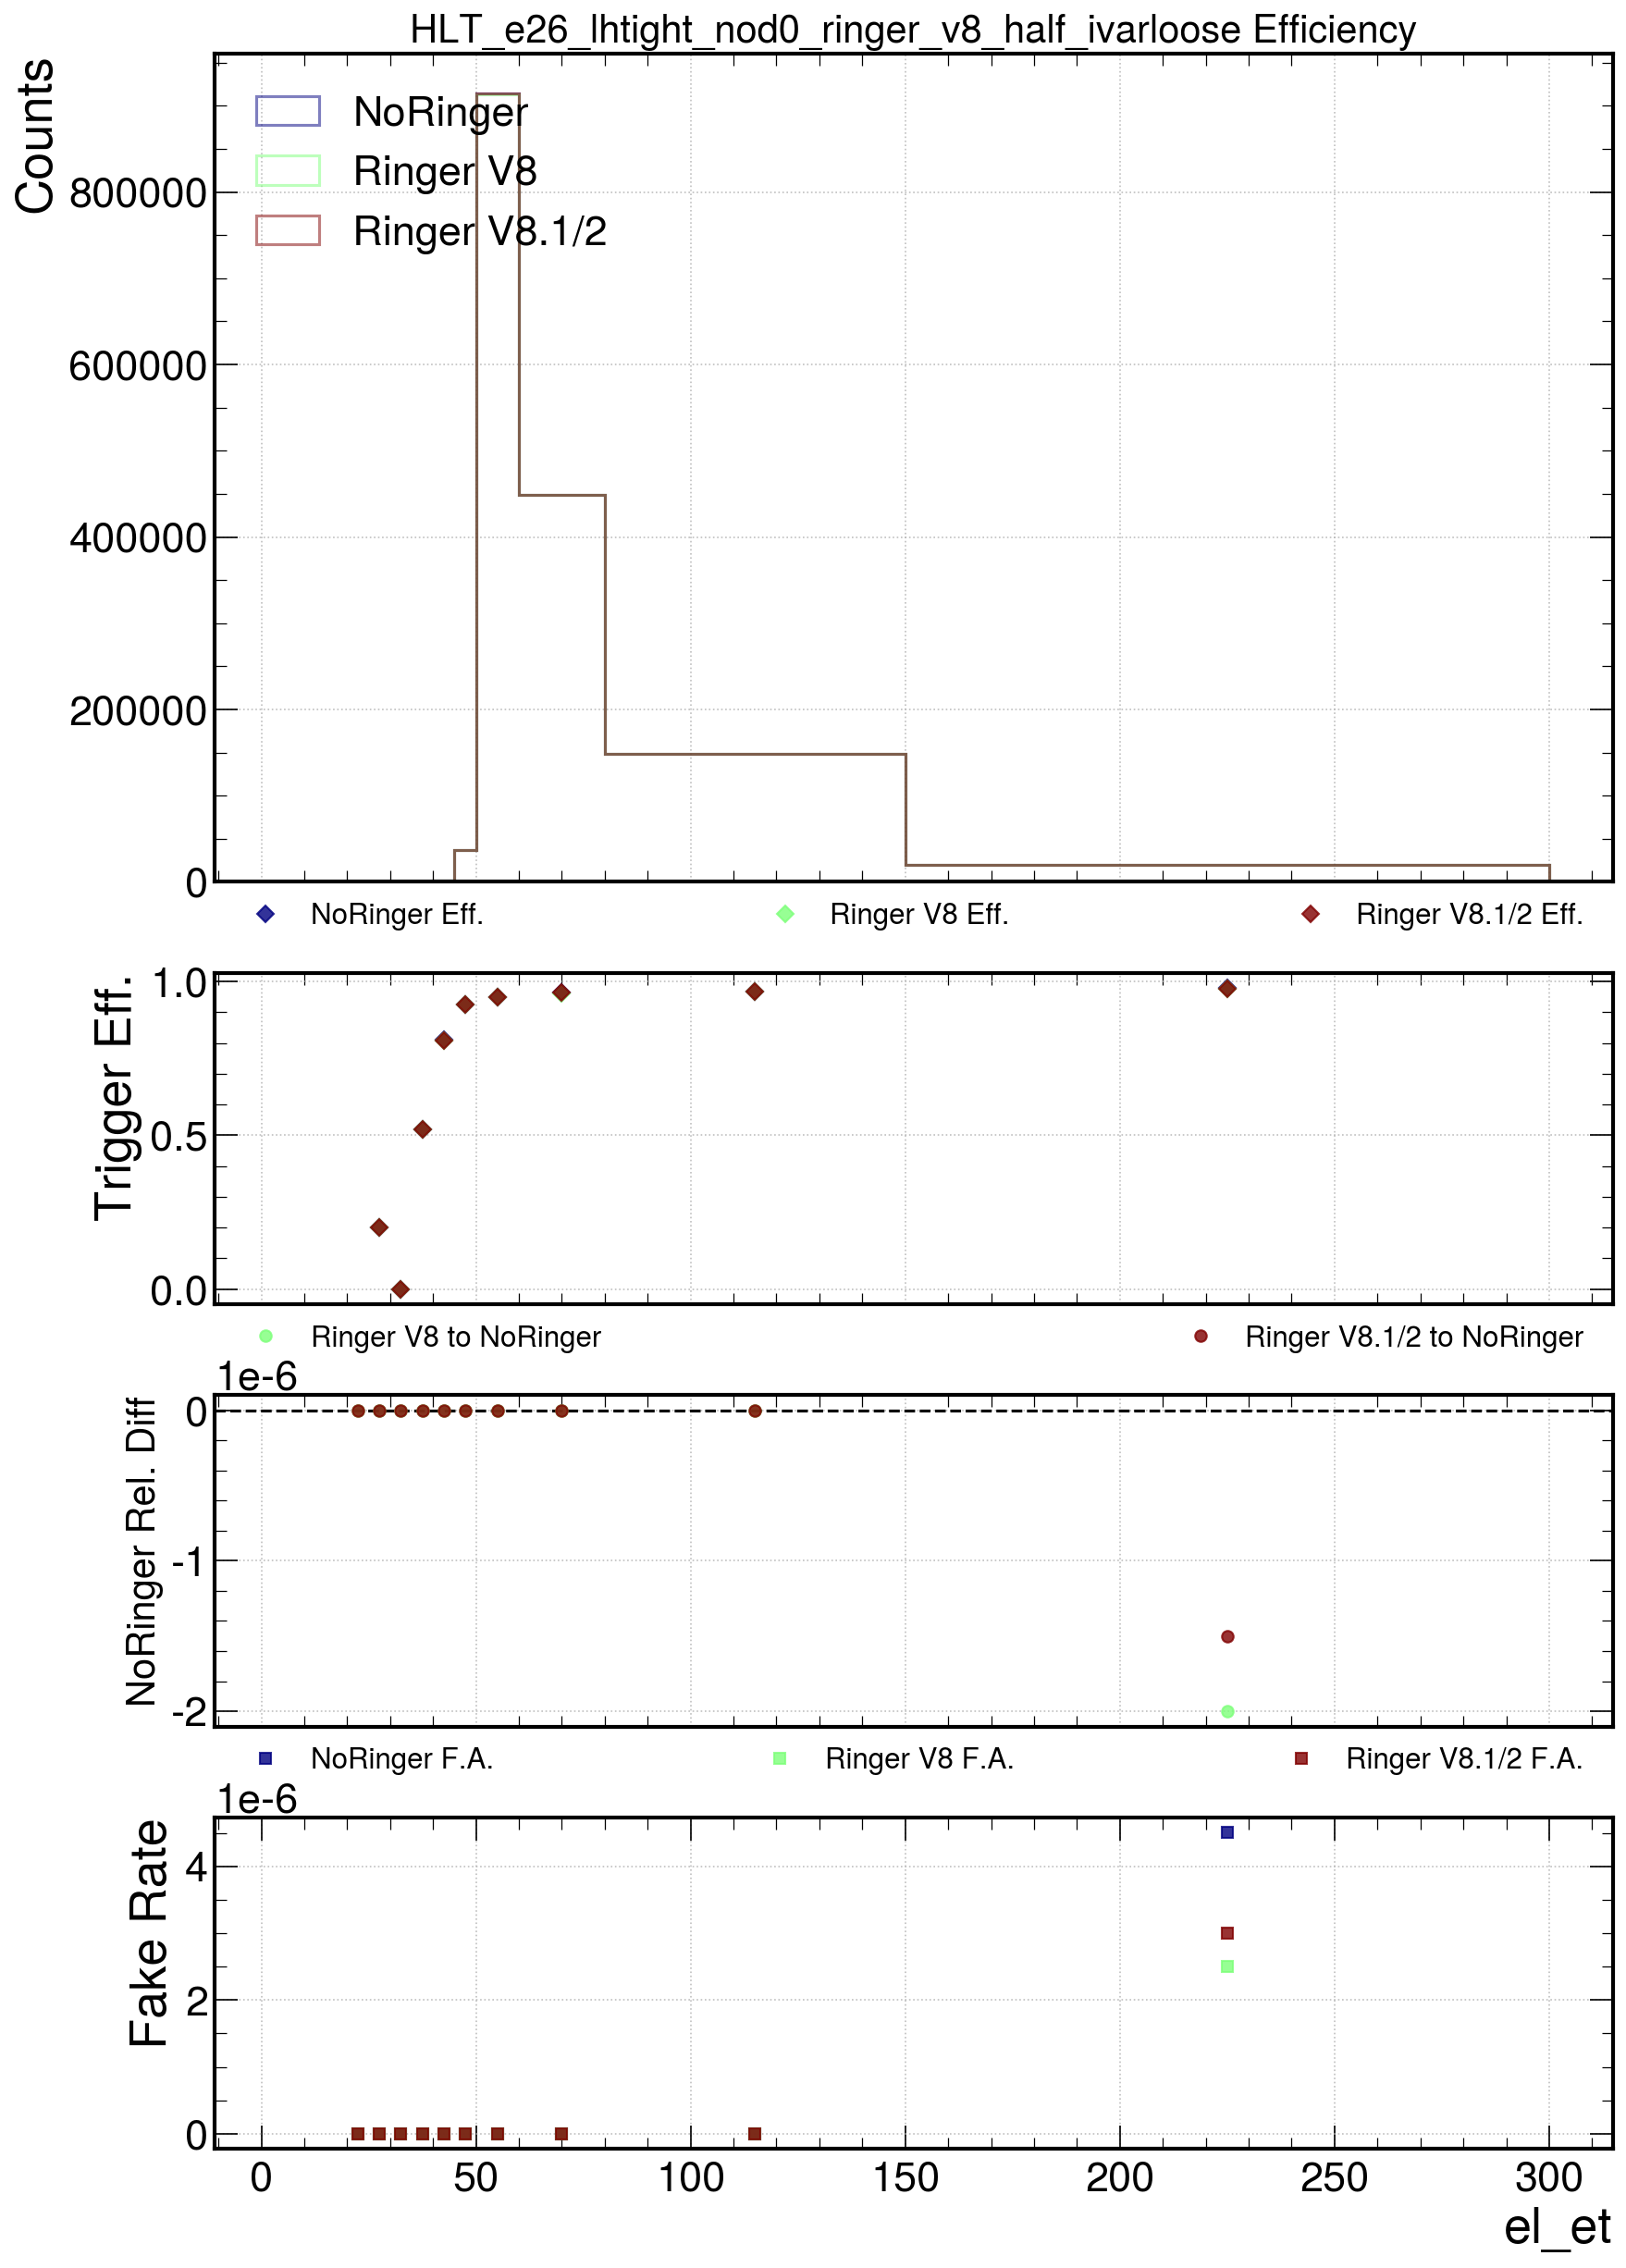 HLT_e26_lhtight_nod0_ringer_v8_half_ivarloose Efficiency
Counts
NoRinger
Ringer V8
Ringer V8.1/2
800000
600000
400000
200000
0
NoRinger Eff.
Ringer V8 Eff.
Ringer V8.1/2 Eff.
Trigger Eff.
1.0
0.5
0.0
Ringer V8 to NoRinger
Ringer V8.1/2 to NoRinger
1e-6
NoRinger Rel. Diff
0
-1
-2
NoRinger F.A.
Ringer V8 F.A.
Ringer V8.1/2 F.A.
1e-6
Fake Rate
4
2
0
0 50 100 150 200 250 300
el_et